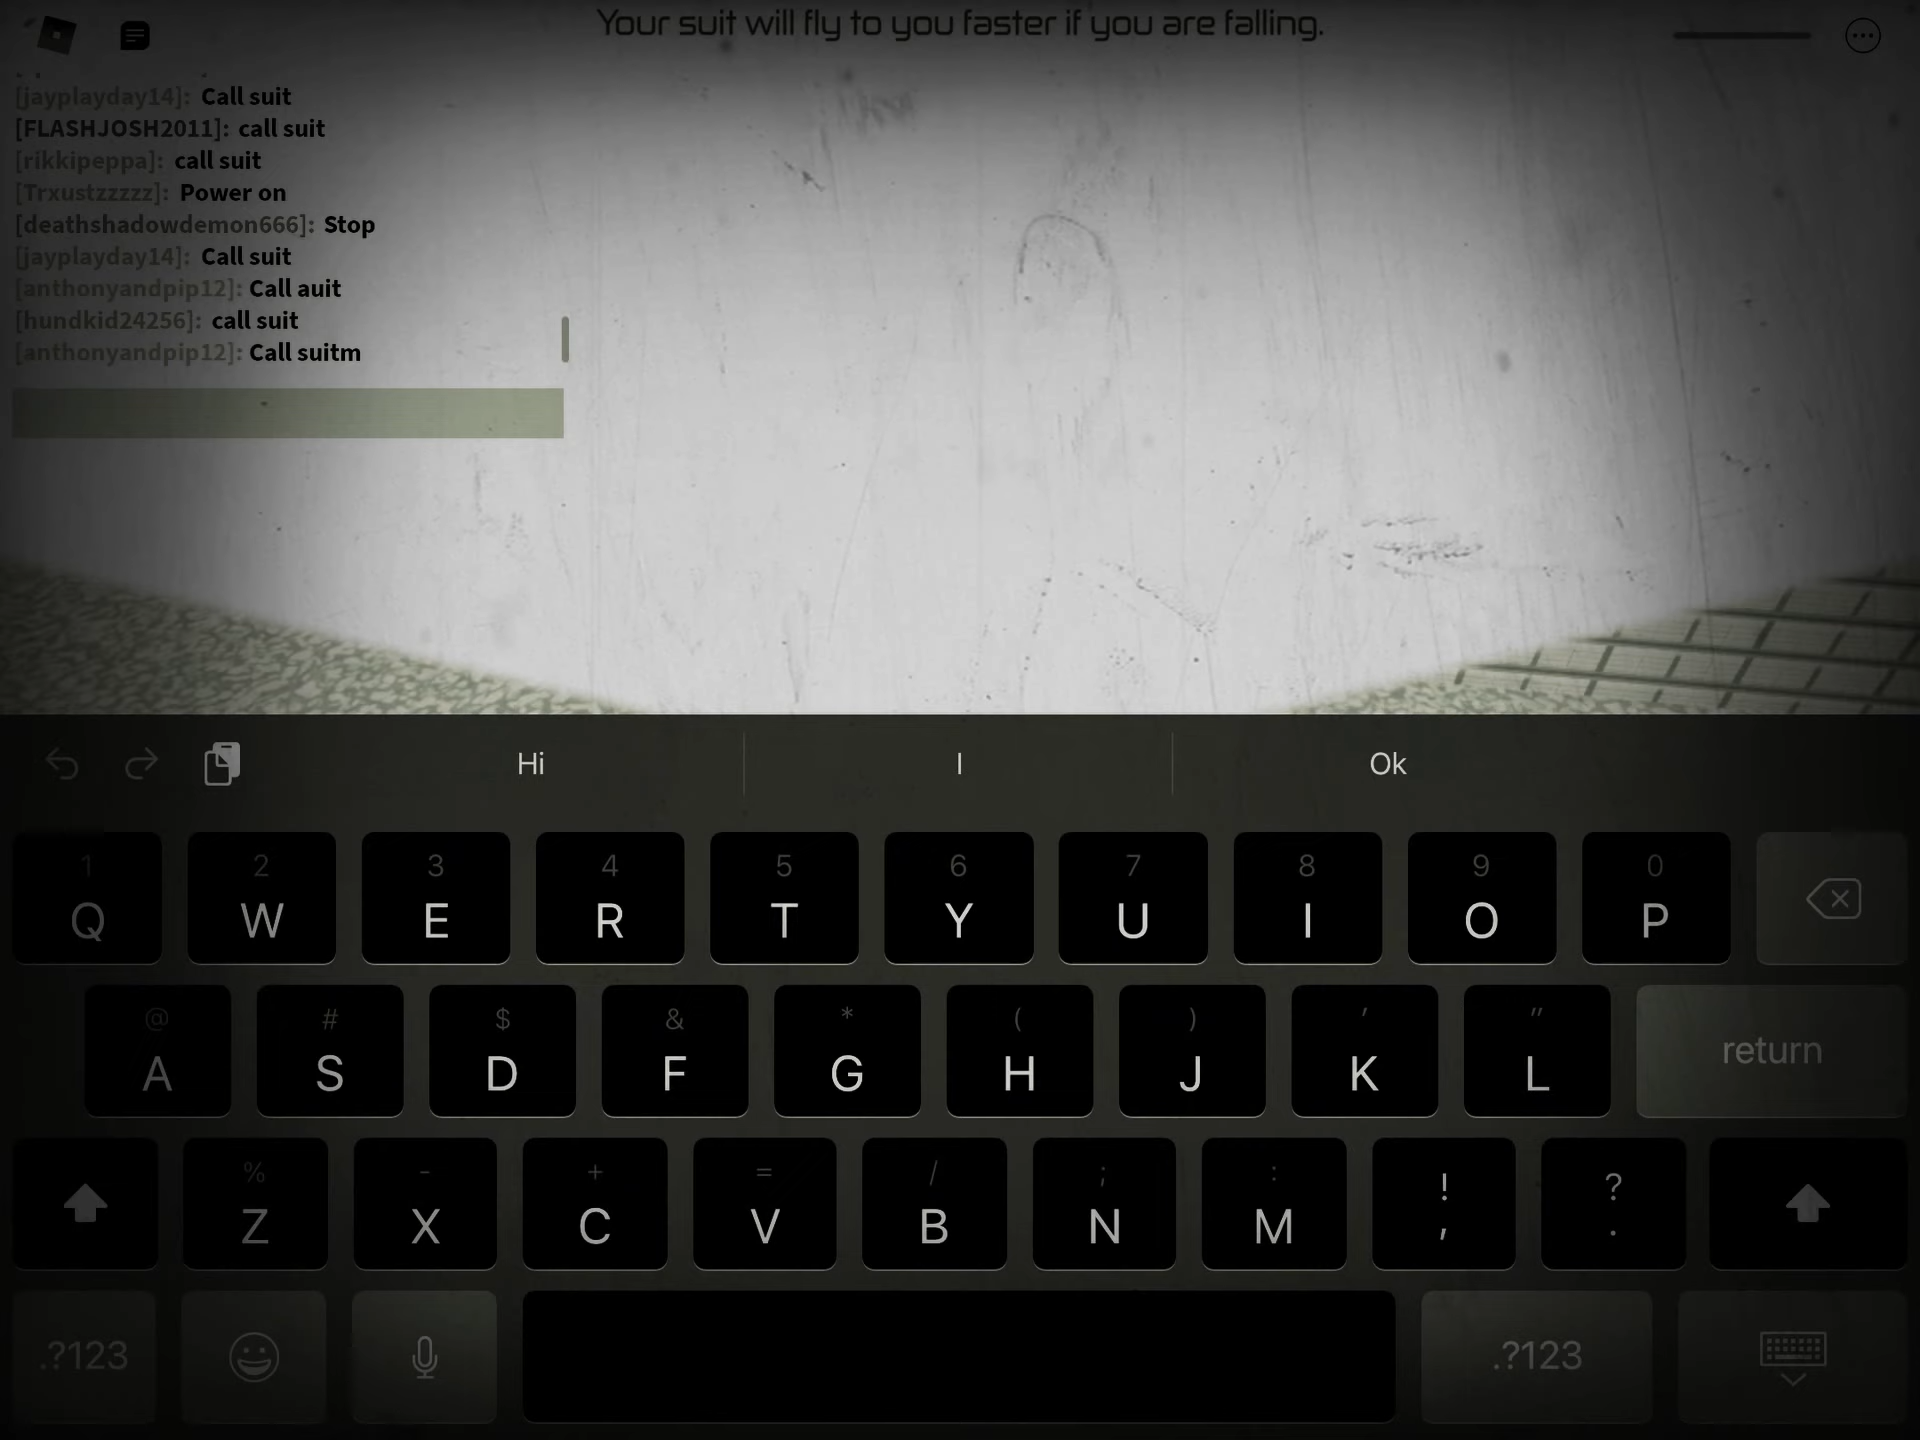 Your suit will fly to you faster if you are falling.
[jayplayday14]: Call suit
[FLASHJOSH2011]: call suit
[rikkipeppa]: call suit
[Trxustzzzzz]: Power on
[deathshadowdemon666]: Stop
[jayplayday14]: Call suit
[anthonyandpip12]: Call auit
[hundkid24256]: call suit
[anthonyandpip12]: Call suitm
Hi I Ok
1 2 3 4 5 6 7 8 9 0
Q W E R T Y U I O P
@ # $ & * ( ) ' "
A S D F G H J K L return
% - + = / ; : ! ?
Z X C V B N M , .
.?123 .?123